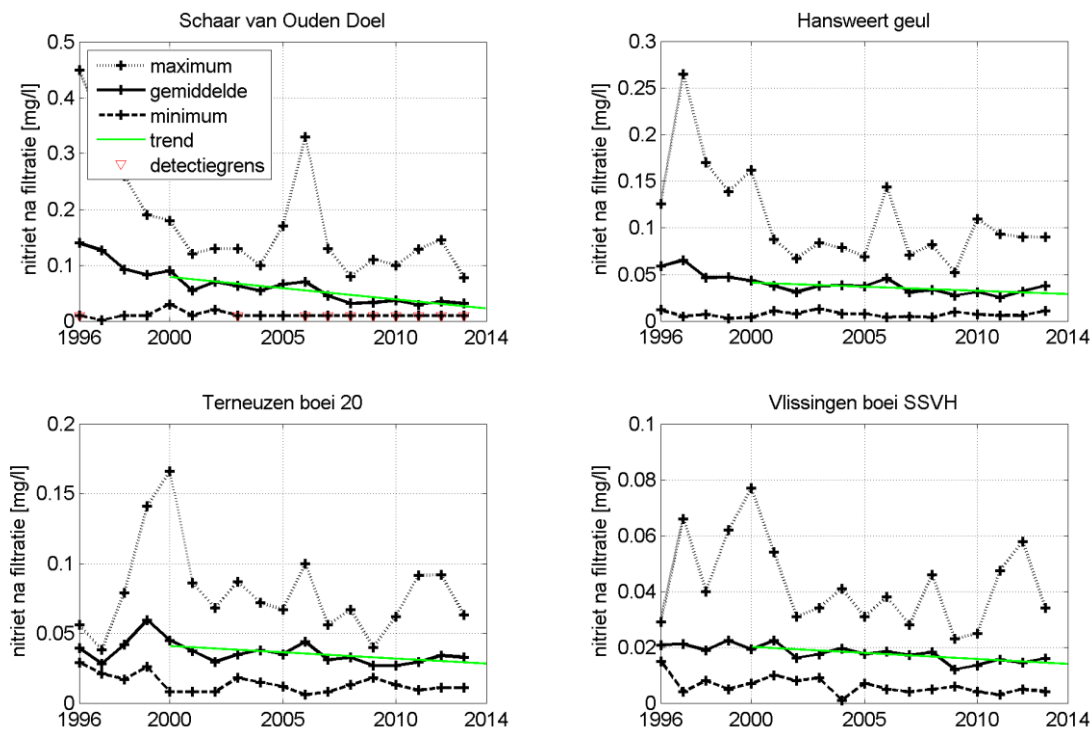 Schaar van Ouden Doel
nitriet na filtratie [mg/l]
0.5
0.4
0.3
0.2
0.1
0
maximum
gemiddelde
minimum
trend
detectiegrens
1996 2000 2005 2010 2014
Hansweert geul
nitriet na filtratie [mg/l]
0.3
0.25
0.2
0.15
0.1
0.05
0
1996 2000 2005 2010 2014
Terneuzen boei 20
nitriet na filtratie [mg/l]
0.2
0.15
0.1
0.05
0
1996 2000 2005 2010 2014
Vlissingen boei SSVH
nitriet na filtratie [mg/l]
0.1
0.08
0.06
0.04
0.02
0
1996 2000 2005 2010 2014